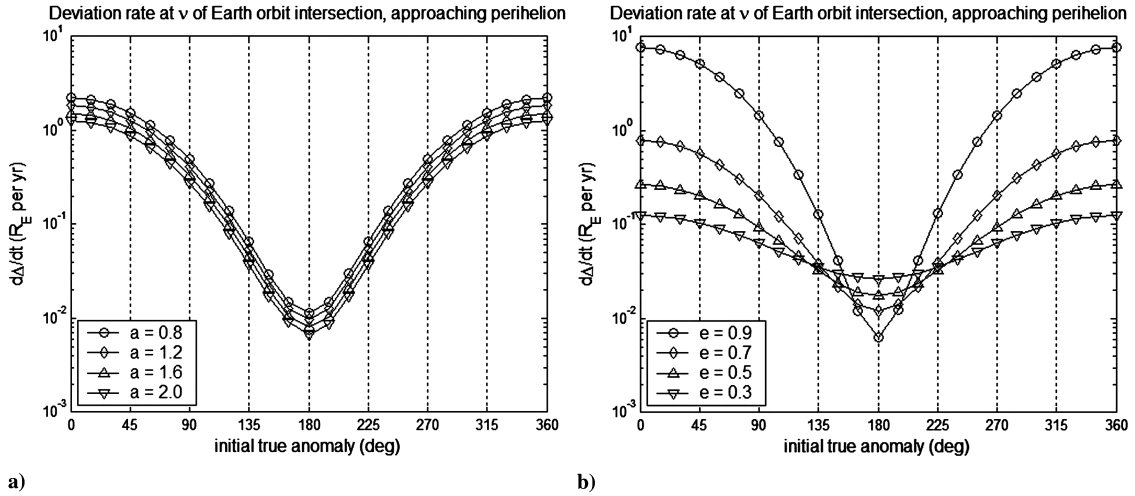 Deviation rate at ν of Earth orbit intersection, approaching perihelion
10²
10¹
10⁰
10⁻¹
10⁻²
10⁻³
dΔ/dt (R_E per yr)
a = 0.8
a = 1.2
a = 1.6
a = 2.0
0 45 90 135 180 225 270 315 360
initial true anomaly (deg)
a)
Deviation rate at ν of Earth orbit intersection, approaching perihelion
10¹
10⁰
10⁻¹
10⁻²
10⁻³
dΔ/dt (R_E per yr)
e = 0.9
e = 0.7
e = 0.5
e = 0.3
0 45 90 135 180 225 270 315 360
initial true anomaly (deg)
b)